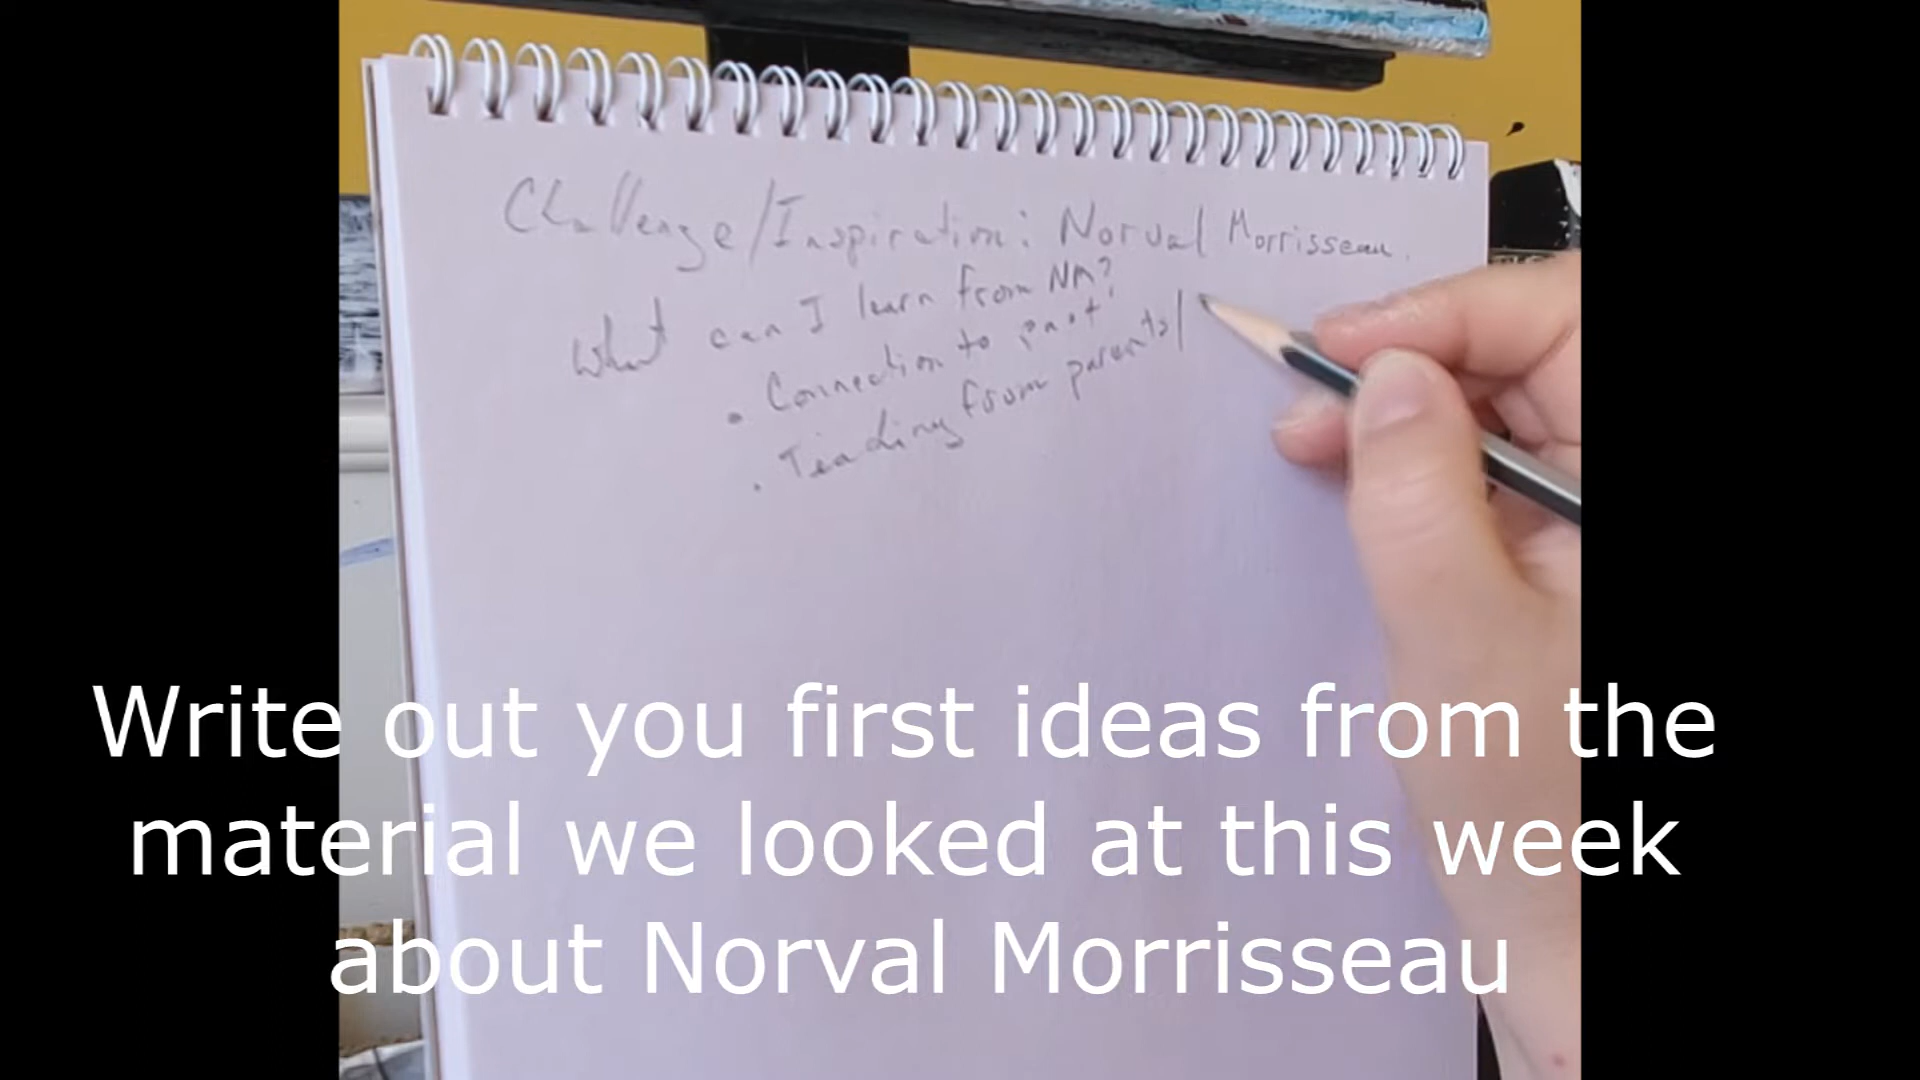 Challenge/Inspiration: Norval Morrisseau.
What can I learn from NM?
• Connection to past
• Teaching from parents/
Write out you first ideas from the
material we looked at this week
about Norval Morrisseau